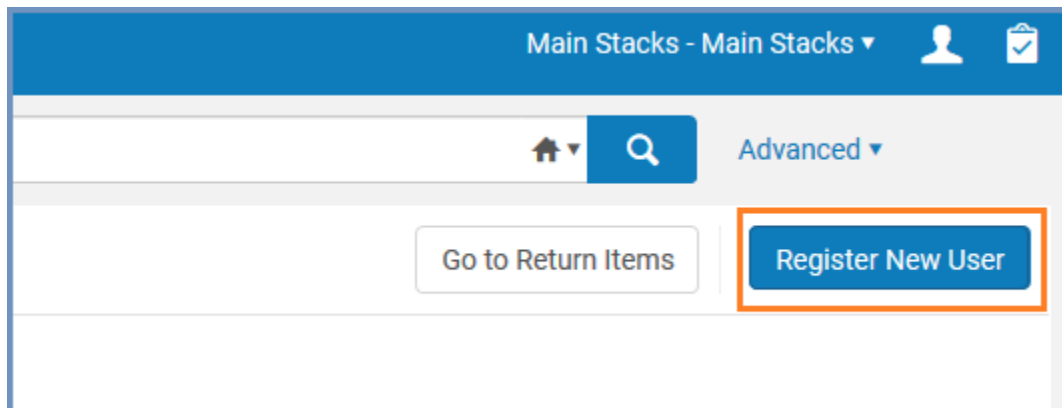 Main Stacks - Main Stacks
Advanced
Go to Return Items
Register New User